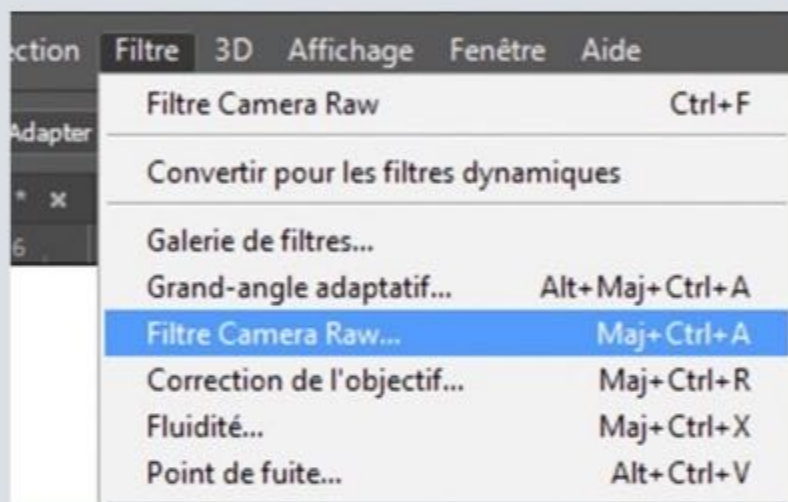 ection Filtre 3D Affichage Fenêtre Aide
Filtre Camera Raw Ctrl+F
Adapter
Convertir pour les filtres dynamiques
* x
6
Galerie de filtres...
Grand-angle adaptatif... Alt+Maj+Ctrl+A
Filtre Camera Raw... Maj+Ctrl+A
Correction de l'objectif... Maj+Ctrl+R
Fluidité... Maj+Ctrl+X
Point de fuite... Alt+Ctrl+V